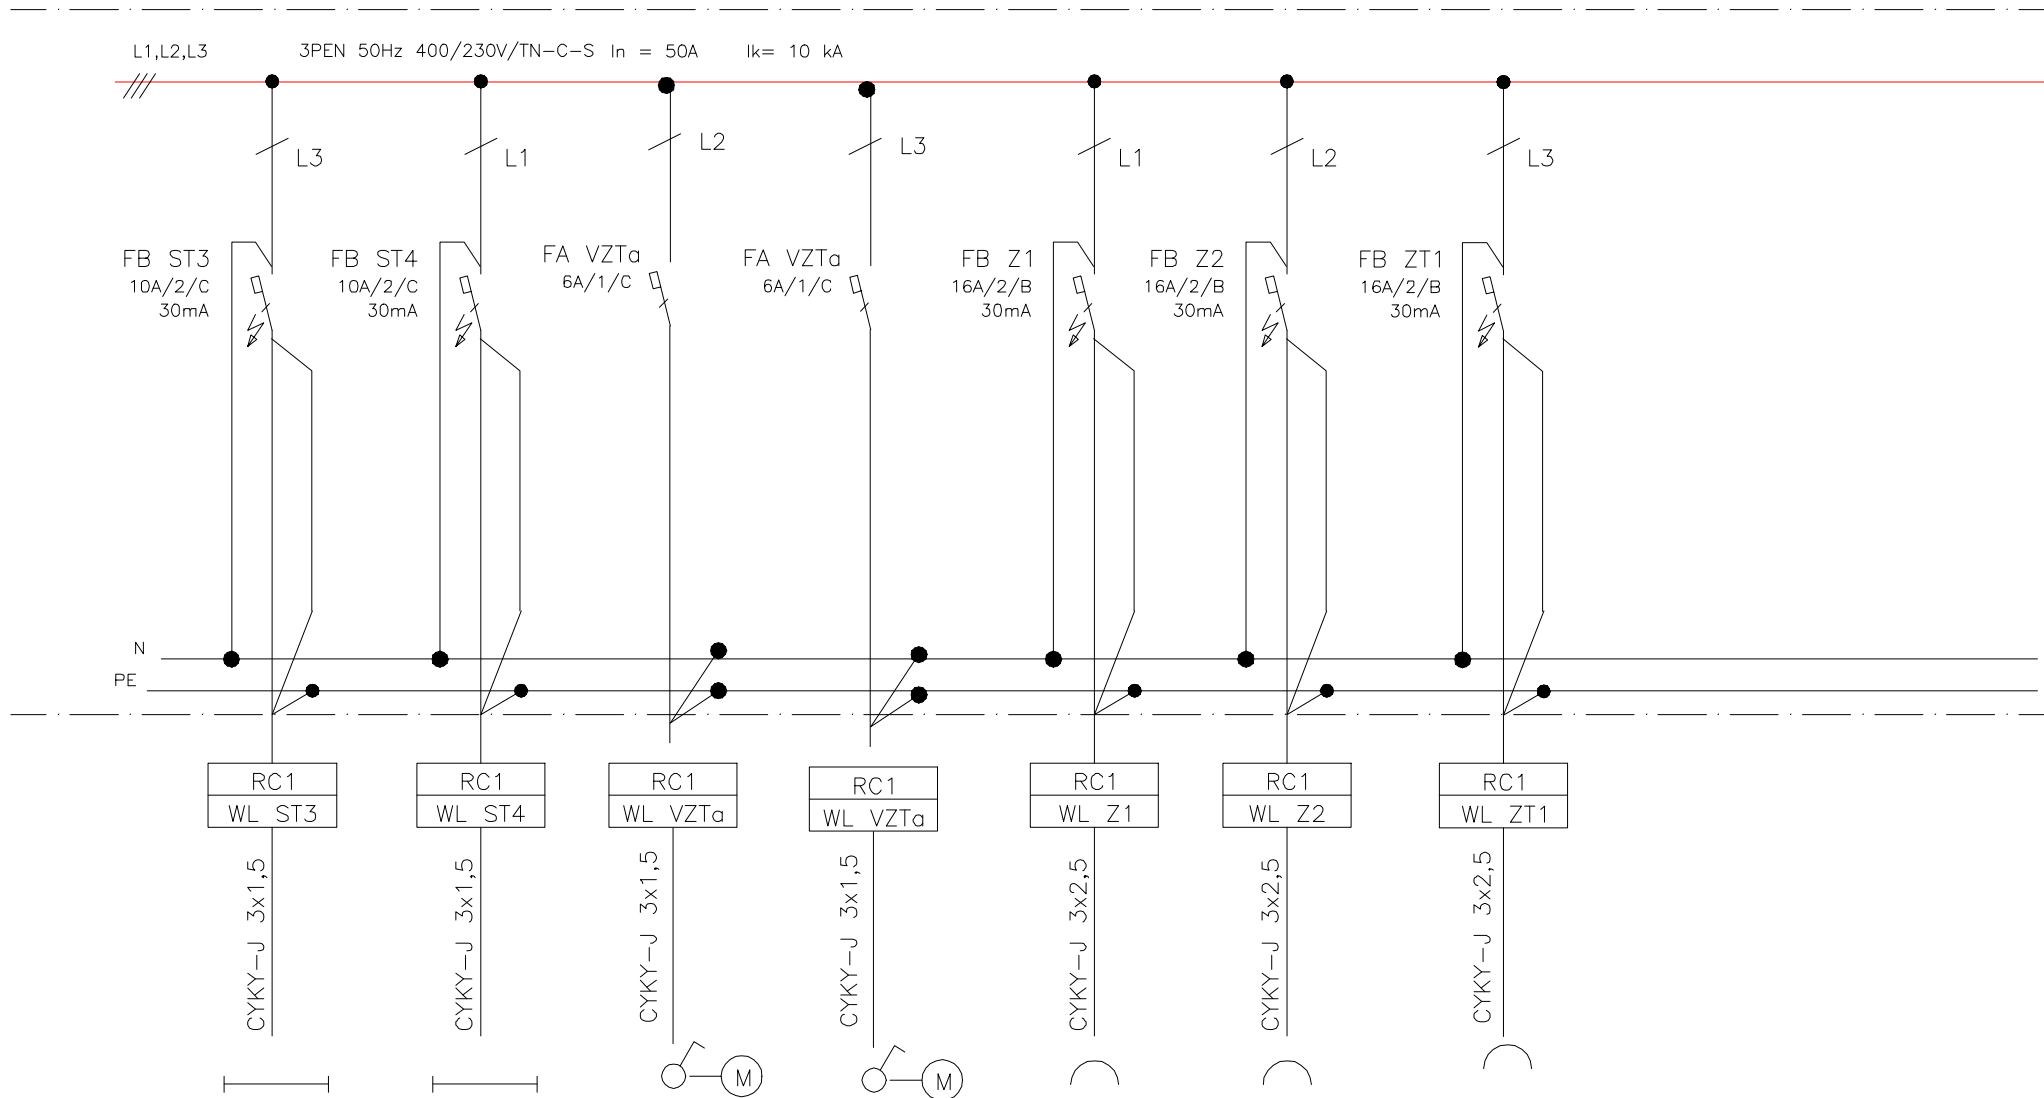 L1,L2,L3
3PEN 50Hz 400/230V/TN-C-S In = 50A Ik= 10 kA
L3
L1
L2
L3
L1
L2
L3
FB ST3
10A/2/C
30mA
FB ST4
10A/2/C
30mA
FA VZTa
6A/1/C
FA VZTa
6A/1/C
FB Z1
16A/2/B
30mA
FB Z2
16A/2/B
30mA
FB ZT1
16A/2/B
30mA
N
PE
RC1
WL ST3
RC1
WL ST4
RC1
WL VZTa
RC1
WL VZTa
RC1
WL Z1
RC1
WL Z2
RC1
WL ZT1
CYKY-J 3x1,5
CYKY-J 3x1,5
CYKY-J 3x1,5
CYKY-J 3x1,5
CYKY-J 3x2,5
CYKY-J 3x2,5
CYKY-J 3x2,5
M
M